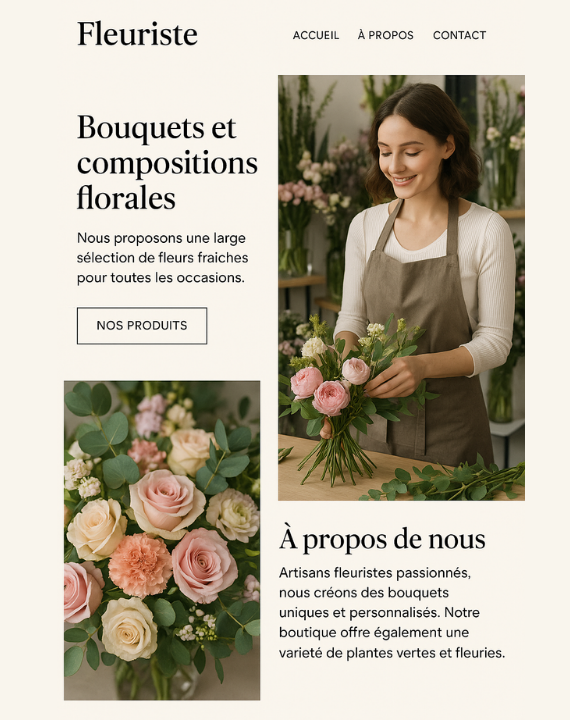 Fleuriste
ACCUEIL À PROPOS CONTACT
Bouquets et
compositions
florales
Nous proposons une large
sélection de fleurs fraiches
pour toutes les occasions.
NOS PRODUITS
À propos de nous
Artisans fleuristes passionnés,
nous créons des bouquets
uniques et personnalisés. Notre
boutique offre également une
varieté de plantes vertes et fleuries.